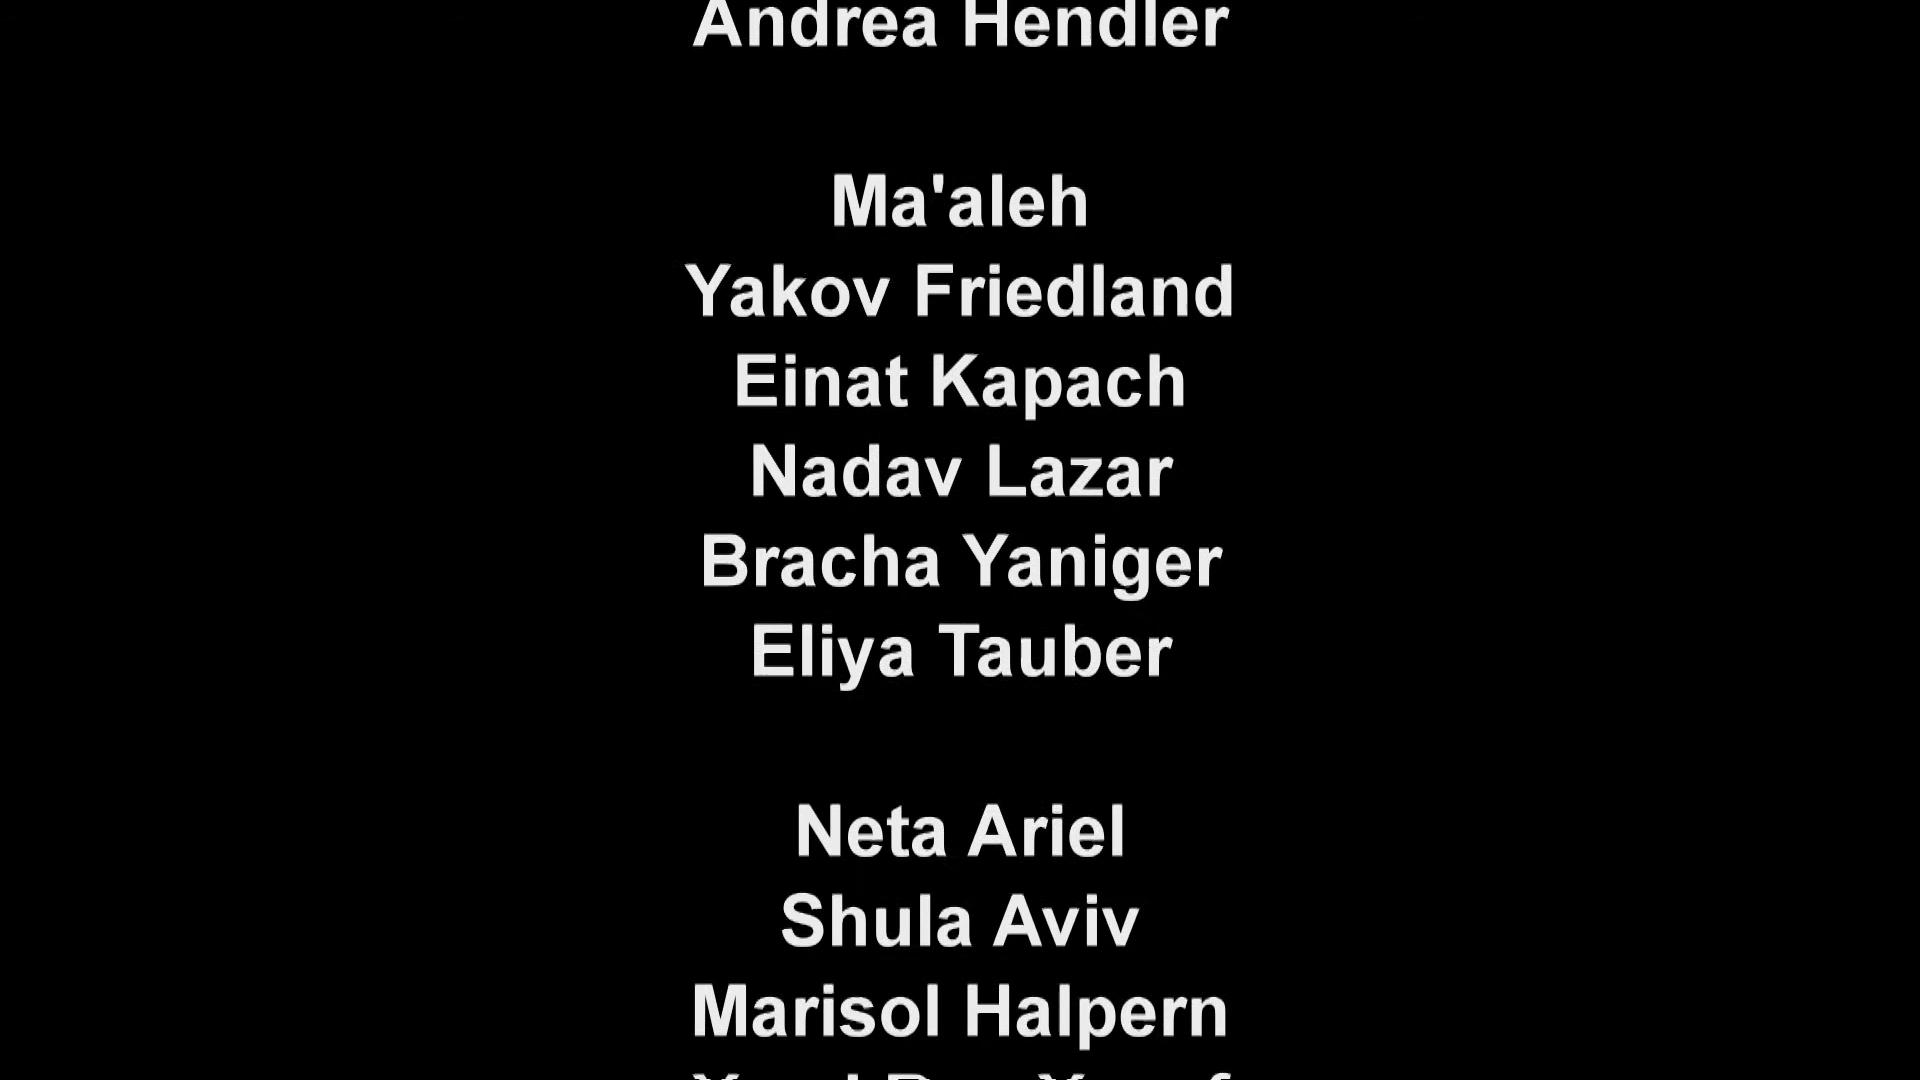 Andrea Hendler
Ma'aleh
Yakov Friedland
Einat Kapach
Nadav Lazar
Bracha Yaniger
Eliya Tauber
Neta Ariel
Shula Aviv
Marisol Halpern